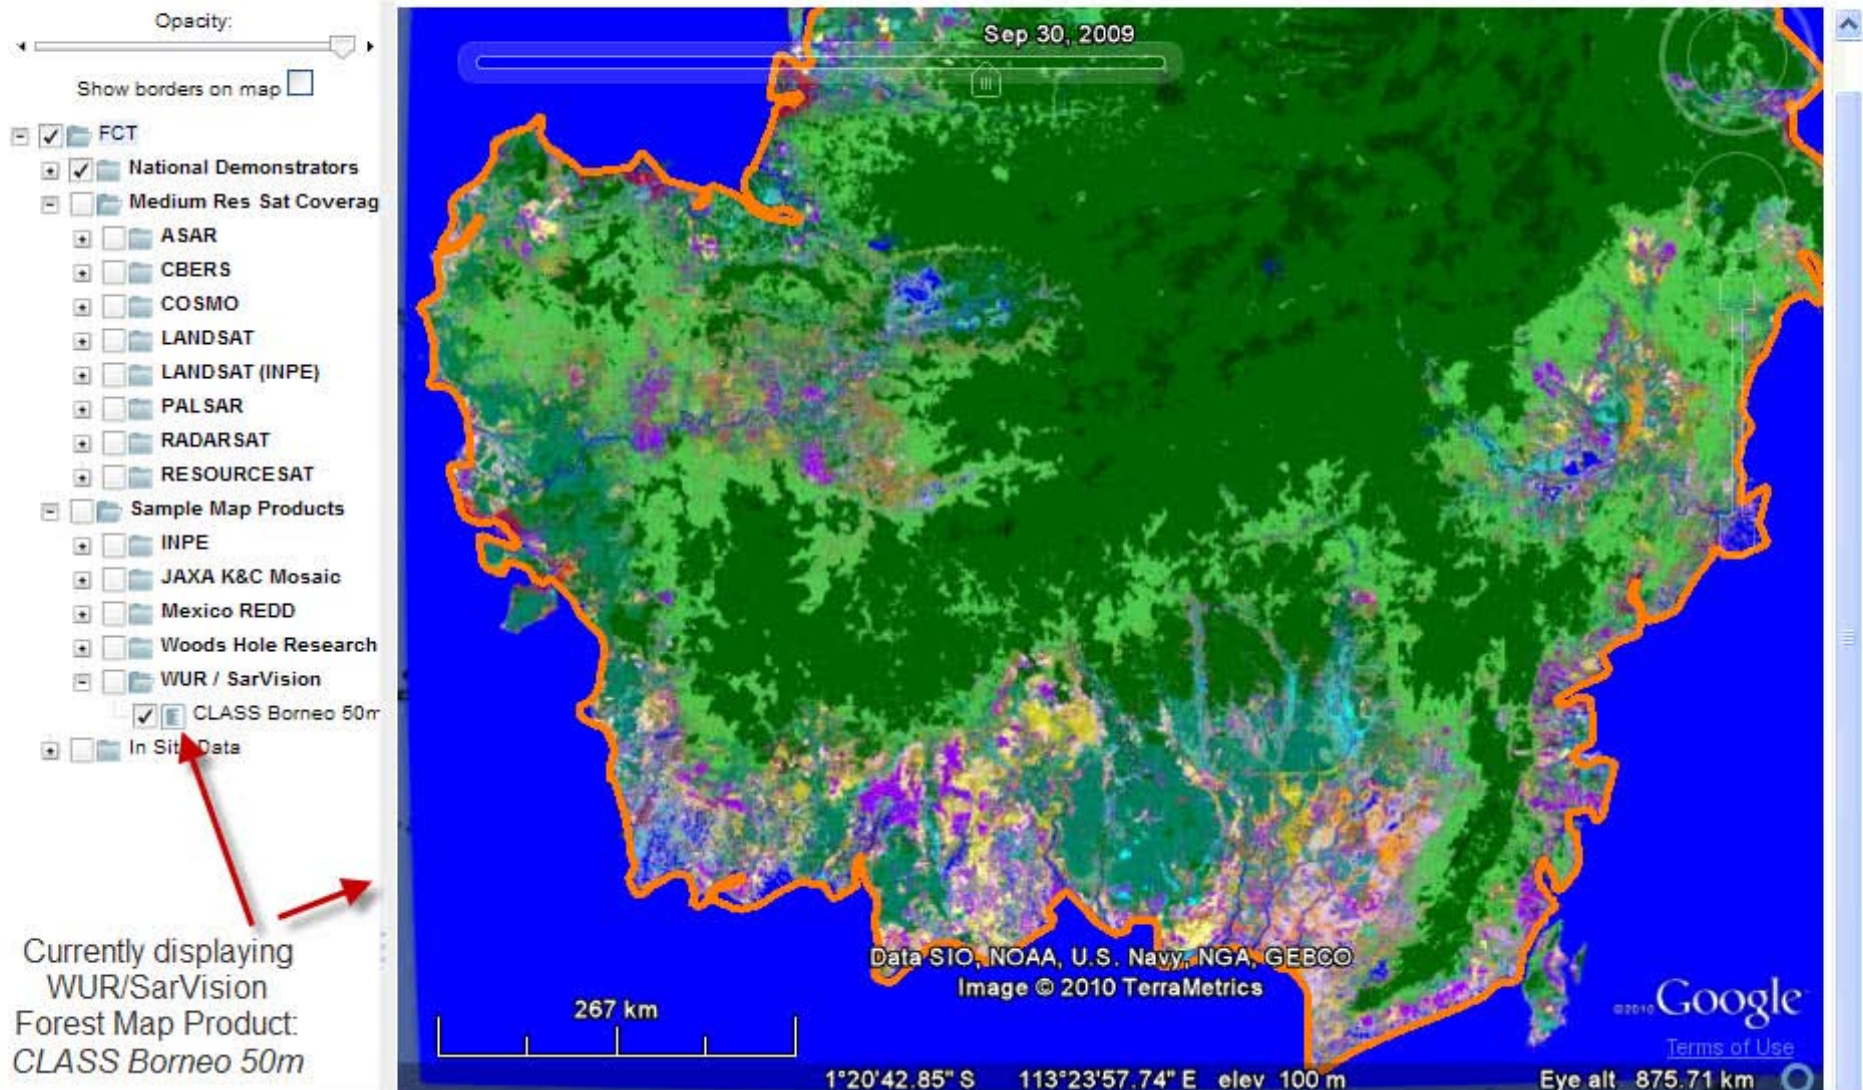 Opacity:
Show borders on map
FCT
National Demonstrators
Medium Res Sat Coverag
ASAR
CBERS
COSMO
LANDSAT
LANDSAT (INPE)
PALSAR
RADARSAT
RESOURCESAT
Sample Map Products
INPE
JAXA K&C Mosaic
Mexico REDD
Woods Hole Research
WUR / SarVision
CLASS Borneo 50m
In Situ Data
Currently displaying
WUR/SarVision
Forest Map Product:
CLASS Borneo 50m
Sep 30, 2009
Data SIO, NOAA, U.S. Navy, NGA, GEBCO
Image © 2010 TerraMetrics
267 km
©2010 Google
Terms of Use
1°20'42.85" S 113°23'57.74" E elev 100 m Eye alt 875.71 km